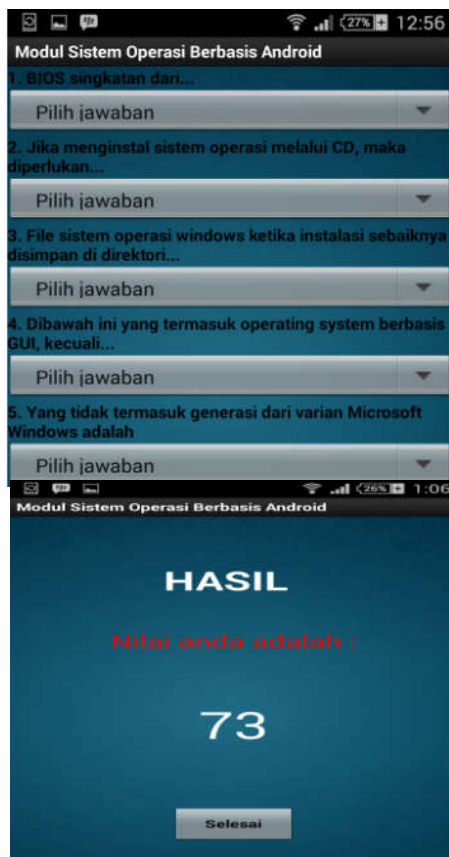 27% 12:56
Modul Sistem Operasi Berbasis Android
1. BIOS singkatan dari...
Pilih jawaban
2. Jika menginstal sistem operasi melalui CD, maka
diperlukan...
Pilih jawaban
3. File sistem operasi windows ketika instalasi sebaiknya
disimpan di direktori...
Pilih jawaban
4. Dibawah ini yang termasuk operating system berbasis
GUI, kecuali...
Pilih jawaban
5. Yang tidak termasuk generasi dari varian Microsoft
Windows adalah
Pilih jawaban
26% 1:06
Modul Sistem Operasi Berbasis Android
HASIL
Nilai anda adalah :
73
Selesai